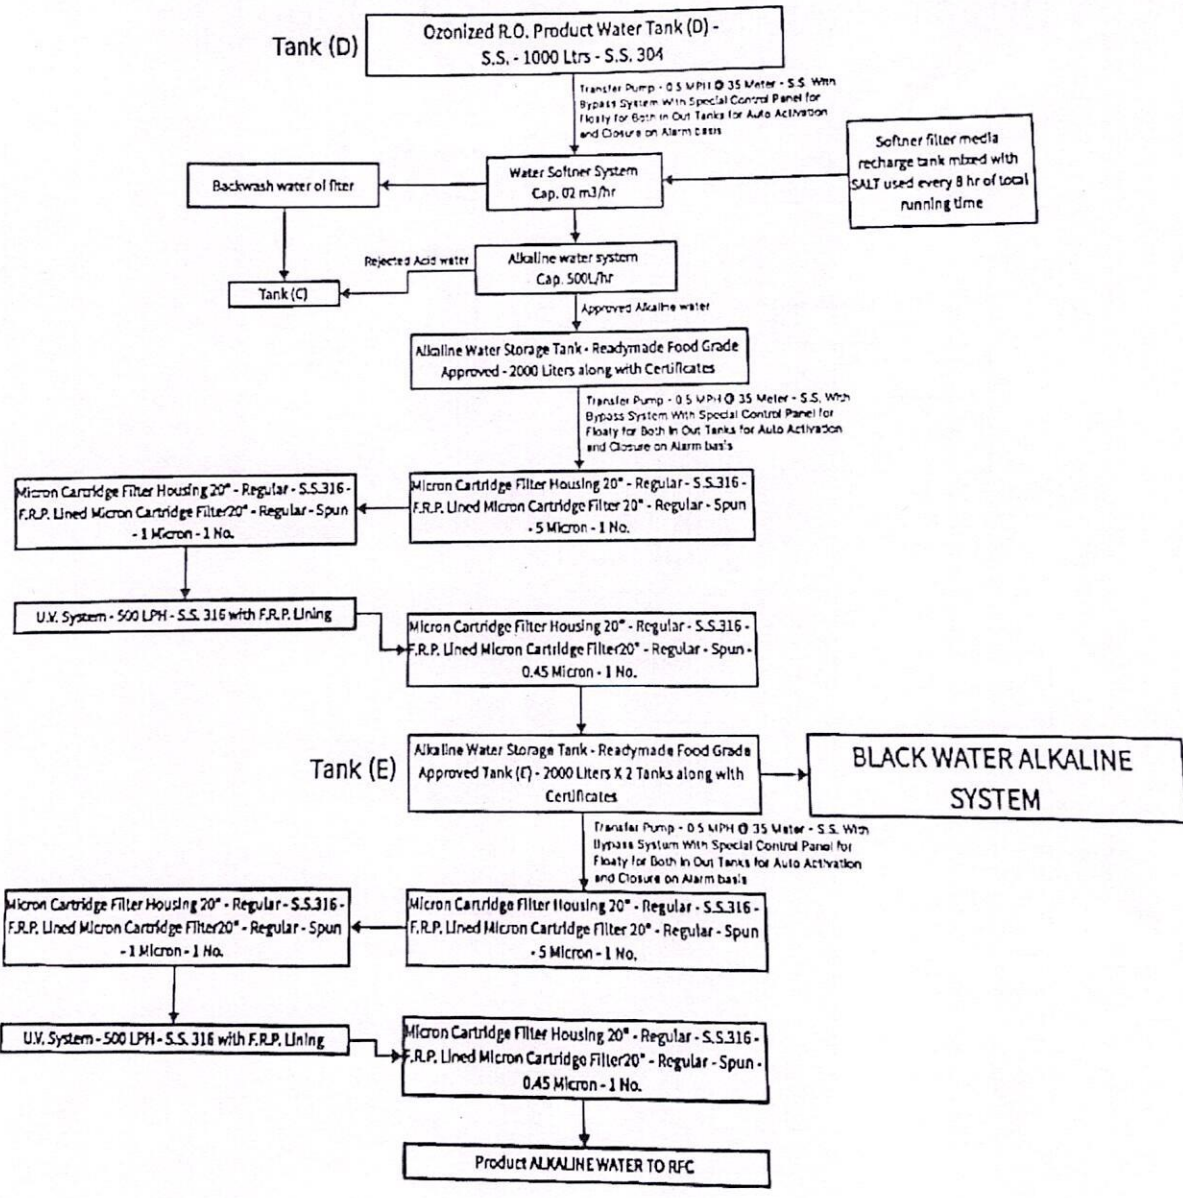 Tank (D)
Ozonized R.O. Product Water Tank (D) -
S.S. - 1000 Ltrs - S.S. 304
Transfer Pump - 0.5 MPH @ 35 Meter - S.S. With
Bypass System With Special Control Panel for
Floaty for Both In Out Tanks for Auto Activation
and Closure on Alarm basis
Softner filter media
recharge tank mixed with
SALT used every 8 hr of total
running time
Water Softner System
Cap. 02 m3/hr
Backwash water of fiter
Rejected Acid water
Alkaline water system
Cap. 500L/hr
Tank (C)
Approved Alkaline water
Alkaline Water Storage Tank - Readymade Food Grade
Approved - 2000 Liters along with Certificates
Transfer Pump - 0.5 MPH @ 35 Meter - S.S. With
Bypass System With Special Control Panel for
Floaty for Both In Out Tanks for Auto Activation
and Closure on Alarm basis
Micron Cartridge Filter Housing 20" - Regular - S.S.316 -
F.R.P. Lined Micron Cartridge Filter 20" - Regular - Spun
- 5 Micron - 1 No.
Micron Cartridge Filter Housing 20" - Regular - S.S.316 -
F.R.P. Lined Micron Cartridge Filter20" - Regular - Spun
- 1 Micron - 1 No.
U.V. System - 500 LPH - S.S. 316 with F.R.P. Lining
Micron Cartridge Filter Housing 20" - Regular - S.S.316 -
F.R.P. Lined Micron Cartridge Filter20" - Regular - Spun -
0.45 Micron - 1 No.
Tank (E)
Alkaline Water Storage Tank - Readymade Food Grade
Approved Tank (E) - 2000 Liters X 2 Tanks along with
Certificates
BLACK WATER ALKALINE
SYSTEM
Transfer Pump - 0.5 MPH @ 35 Meter - S.S. With
Bypass System With Special Control Panel for
Floaty for Both In Out Tanks for Auto Activation
and Closure on Alarm basis
Micron Cartridge Filter Housing 20" - Regular - S.S.316 -
F.R.P. Lined Micron Cartridge Filter 20" - Regular - Spun
- 5 Micron - 1 No.
Micron Cartridge Filter Housing 20" - Regular - S.S.316 -
F.R.P. Lined Micron Cartridge Filter20" - Regular - Spun
- 1 Micron - 1 No.
U.V. System - 500 LPH - S.S. 316 with F.R.P. Lining
Micron Cartridge Filter Housing 20" - Regular - S.S.316 -
F.R.P. Lined Micron Cartridge Filter20" - Regular - Spun -
0.45 Micron - 1 No.
Product ALKALINE WATER TO RFC